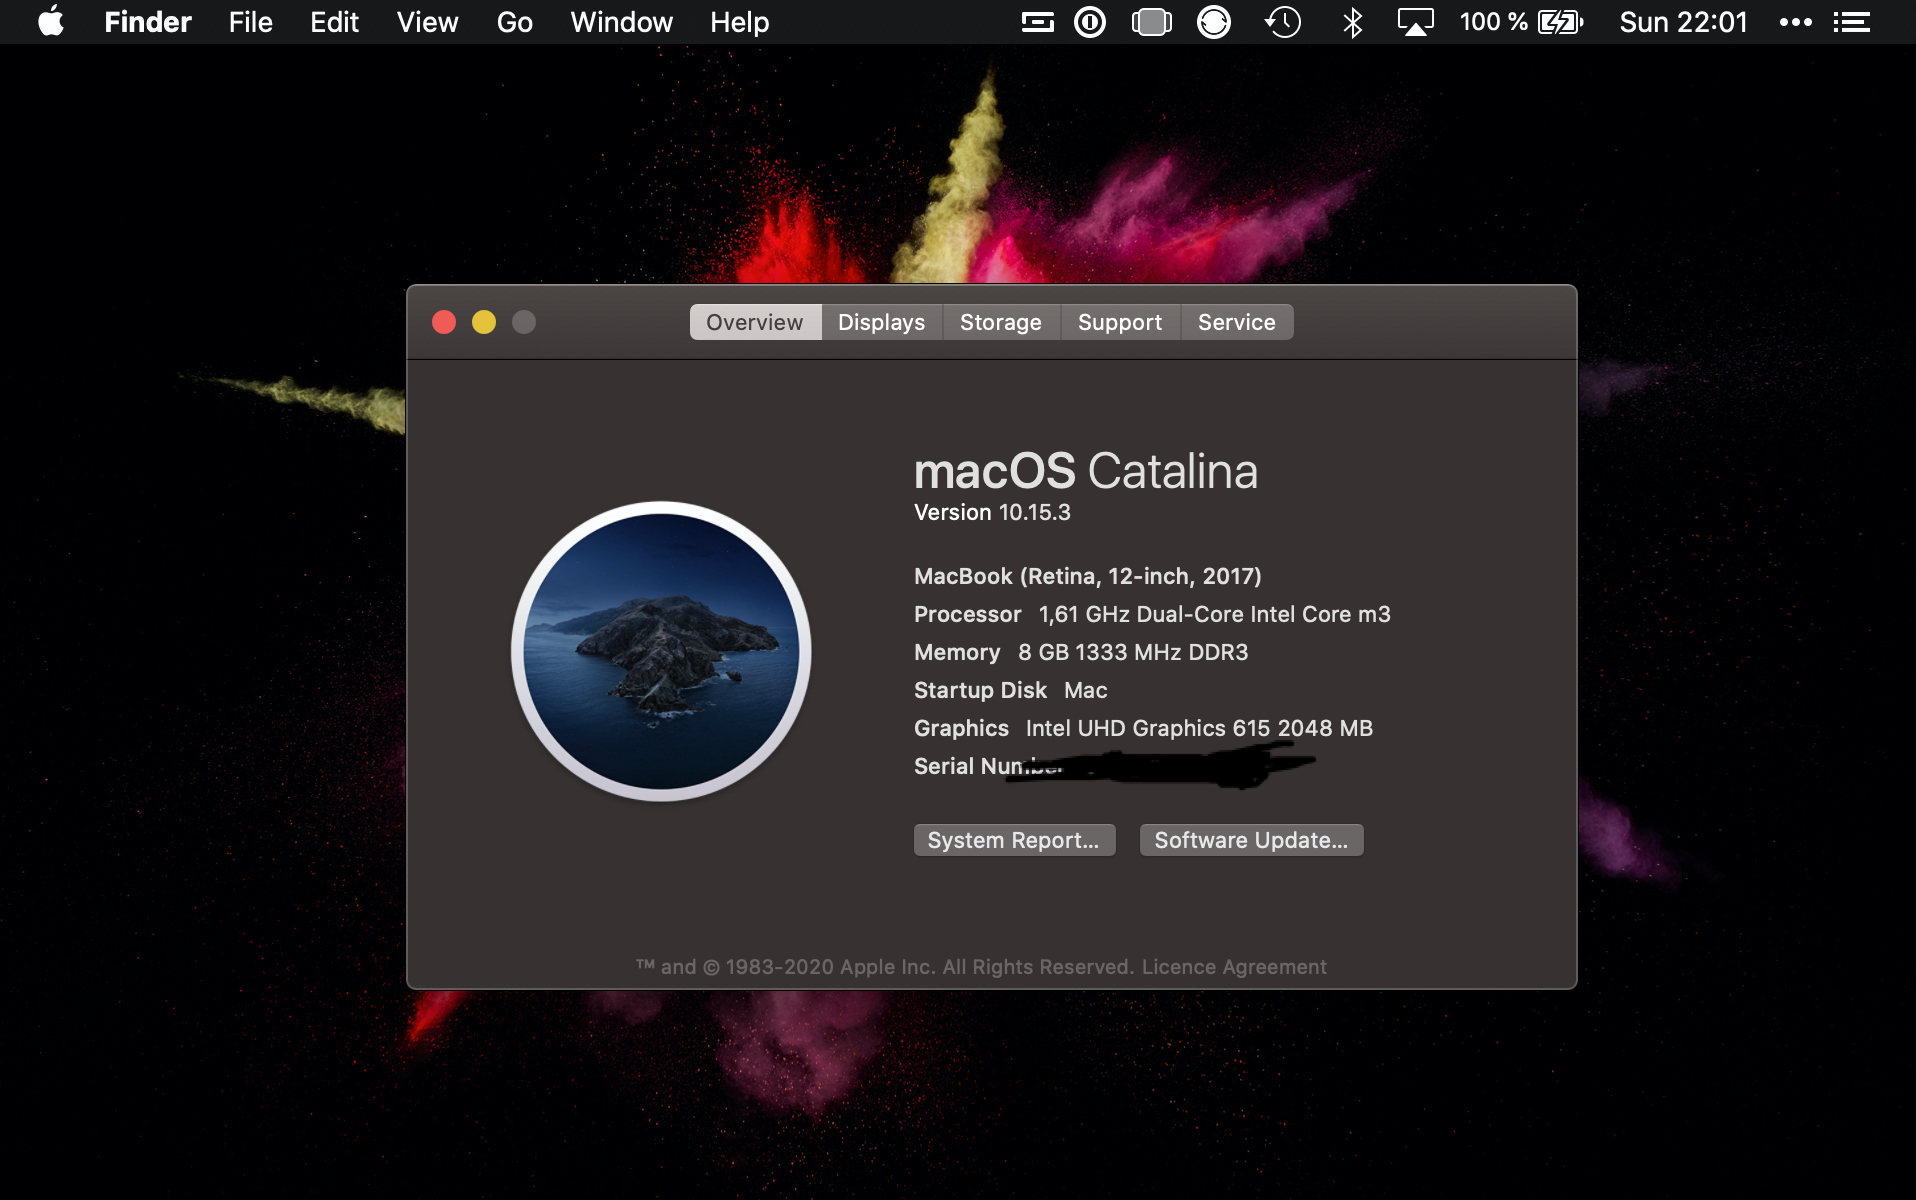 Finder File Edit View Go Window Help 100 % Sun 22:01
Overview Displays Storage Support Service
macOS Catalina
Version 10.15.3
MacBook (Retina, 12-inch, 2017)
Processor 1,61 GHz Dual-Core Intel Core m3
Memory 8 GB 1333 MHz DDR3
Startup Disk Mac
Graphics Intel UHD Graphics 615 2048 MB
Serial Number
System Report... Software Update...
™ and © 1983-2020 Apple Inc. All Rights Reserved. Licence Agreement